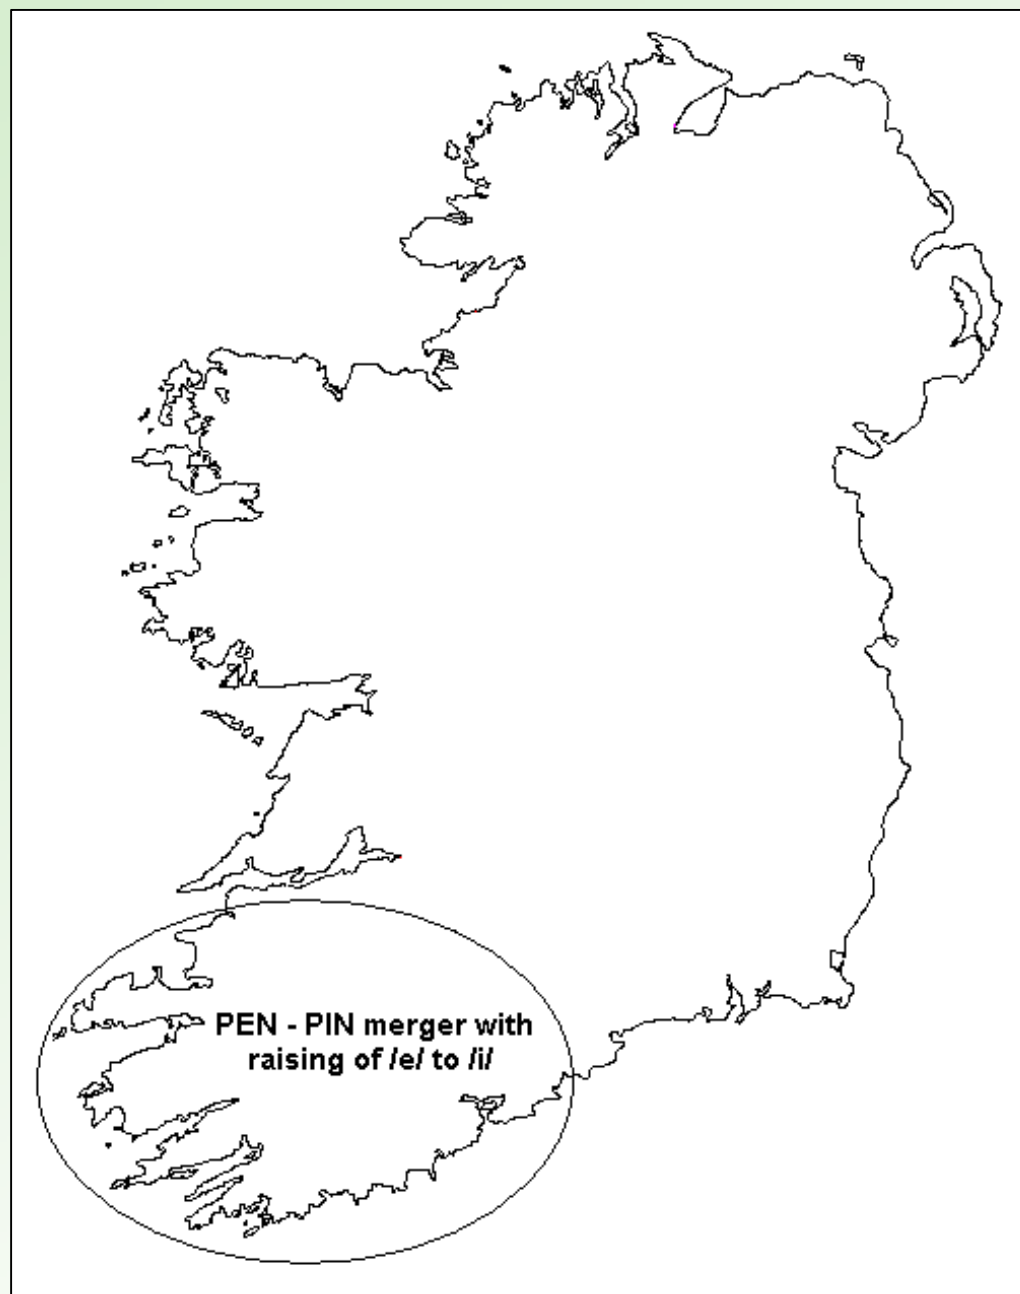 PEN - PIN merger with
raising of /e/ to /i/